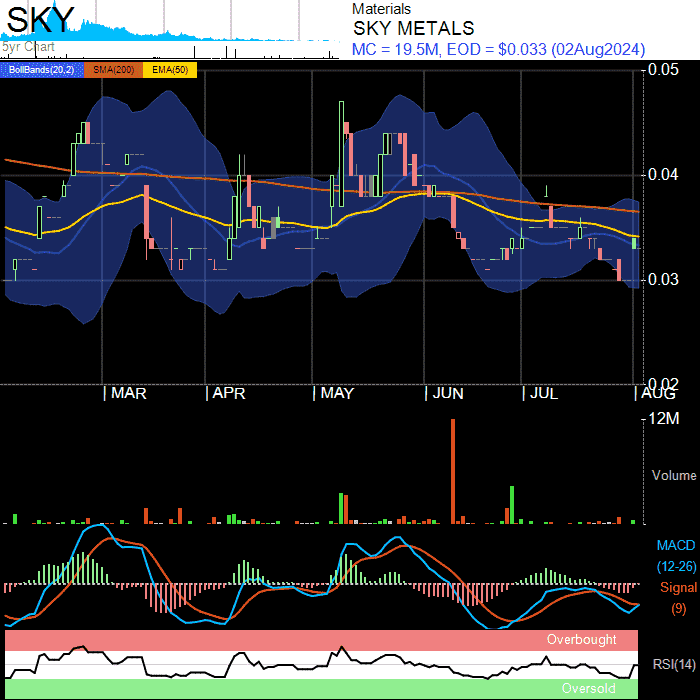 SKY
5yr Chart
Materials
SKY METALS
MC = 19.5M, EOD = $0.033 (02Aug2024)
BollBands(20,2) SMA(200) EMA(50)
0.05
0.04
0.03
0.02
MAR APR MAY JUN JUL AUG
12M
Volume
MACD
(12-26)
Signal
(9)
Overbought
RSI(14)
Oversold